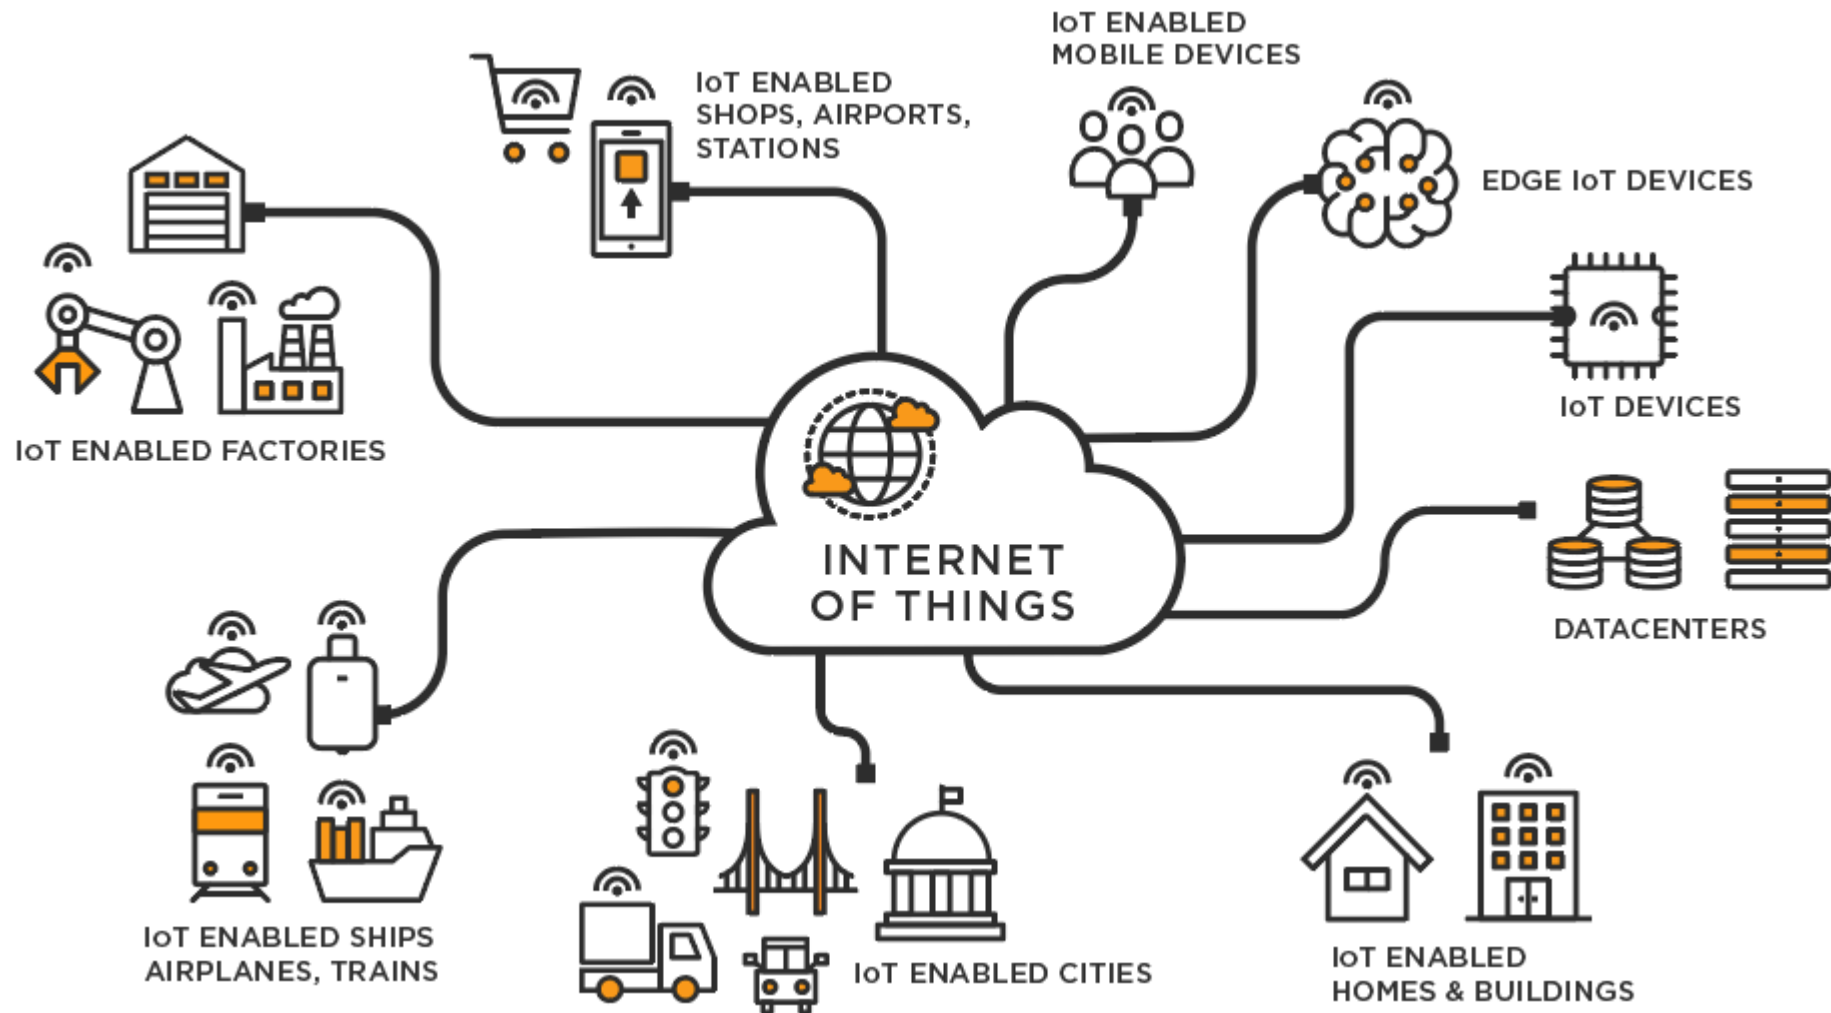 IoT ENABLED
MOBILE DEVICES
IoT ENABLED
SHOPS, AIRPORTS,
STATIONS
EDGE IoT DEVICES
IoT DEVICES
IoT ENABLED FACTORIES
INTERNET
OF THINGS
DATACENTERS
IoT ENABLED SHIPS
AIRPLANES, TRAINS
IoT ENABLED CITIES
IoT ENABLED
HOMES & BUILDINGS